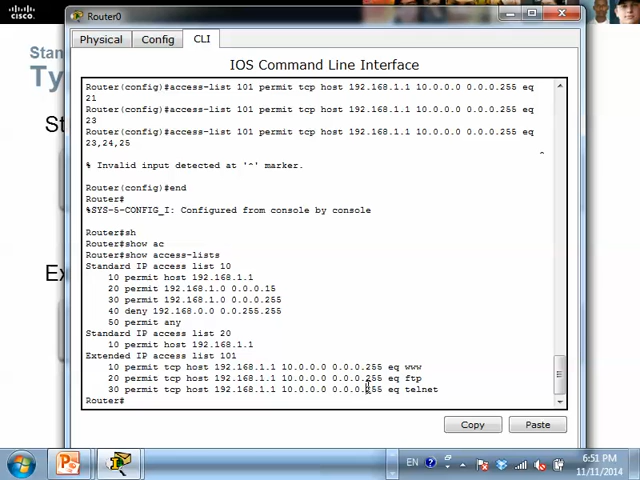 CISCO
Router0
Physical
Config
CLI
IOS Command Line Interface
Router(config)#access-list 101 permit tcp host 192.168.1.1 10.0.0.0 0.0.0.255 eq
21
Router(config)#access-list 101 permit tcp host 192.168.1.1 10.0.0.0 0.0.0.255 eq
23
Router(config)#access-list 101 permit tcp host 192.168.1.1 10.0.0.0 0.0.0.255 eq
23,24,25
^
% Invalid input detected at '^' marker.
Router(config)#end
Router#
%SYS-5-CONFIG_I: Configured from console by console
Router#sh
Router#show ac
Router#show access-lists
Standard IP access list 10
10 permit host 192.168.1.1
20 permit 192.168.1.0 0.0.0.15
30 permit 192.168.1.0 0.0.0.255
40 deny 192.168.0.0 0.0.255.255
50 permit any
Standard IP access list 20
10 permit host 192.168.1.1
Extended IP access list 101
10 permit tcp host 192.168.1.1 10.0.0.0 0.0.0.255 eq www
20 permit tcp host 192.168.1.1 10.0.0.0 0.0.0.255 eq ftp
30 permit tcp host 192.168.1.1 10.0.0.0 0.0.0.255 eq telnet
Router#
Copy
Paste
Stan
Ty
St
Ex
EN
6:51 PM
11/11/2014